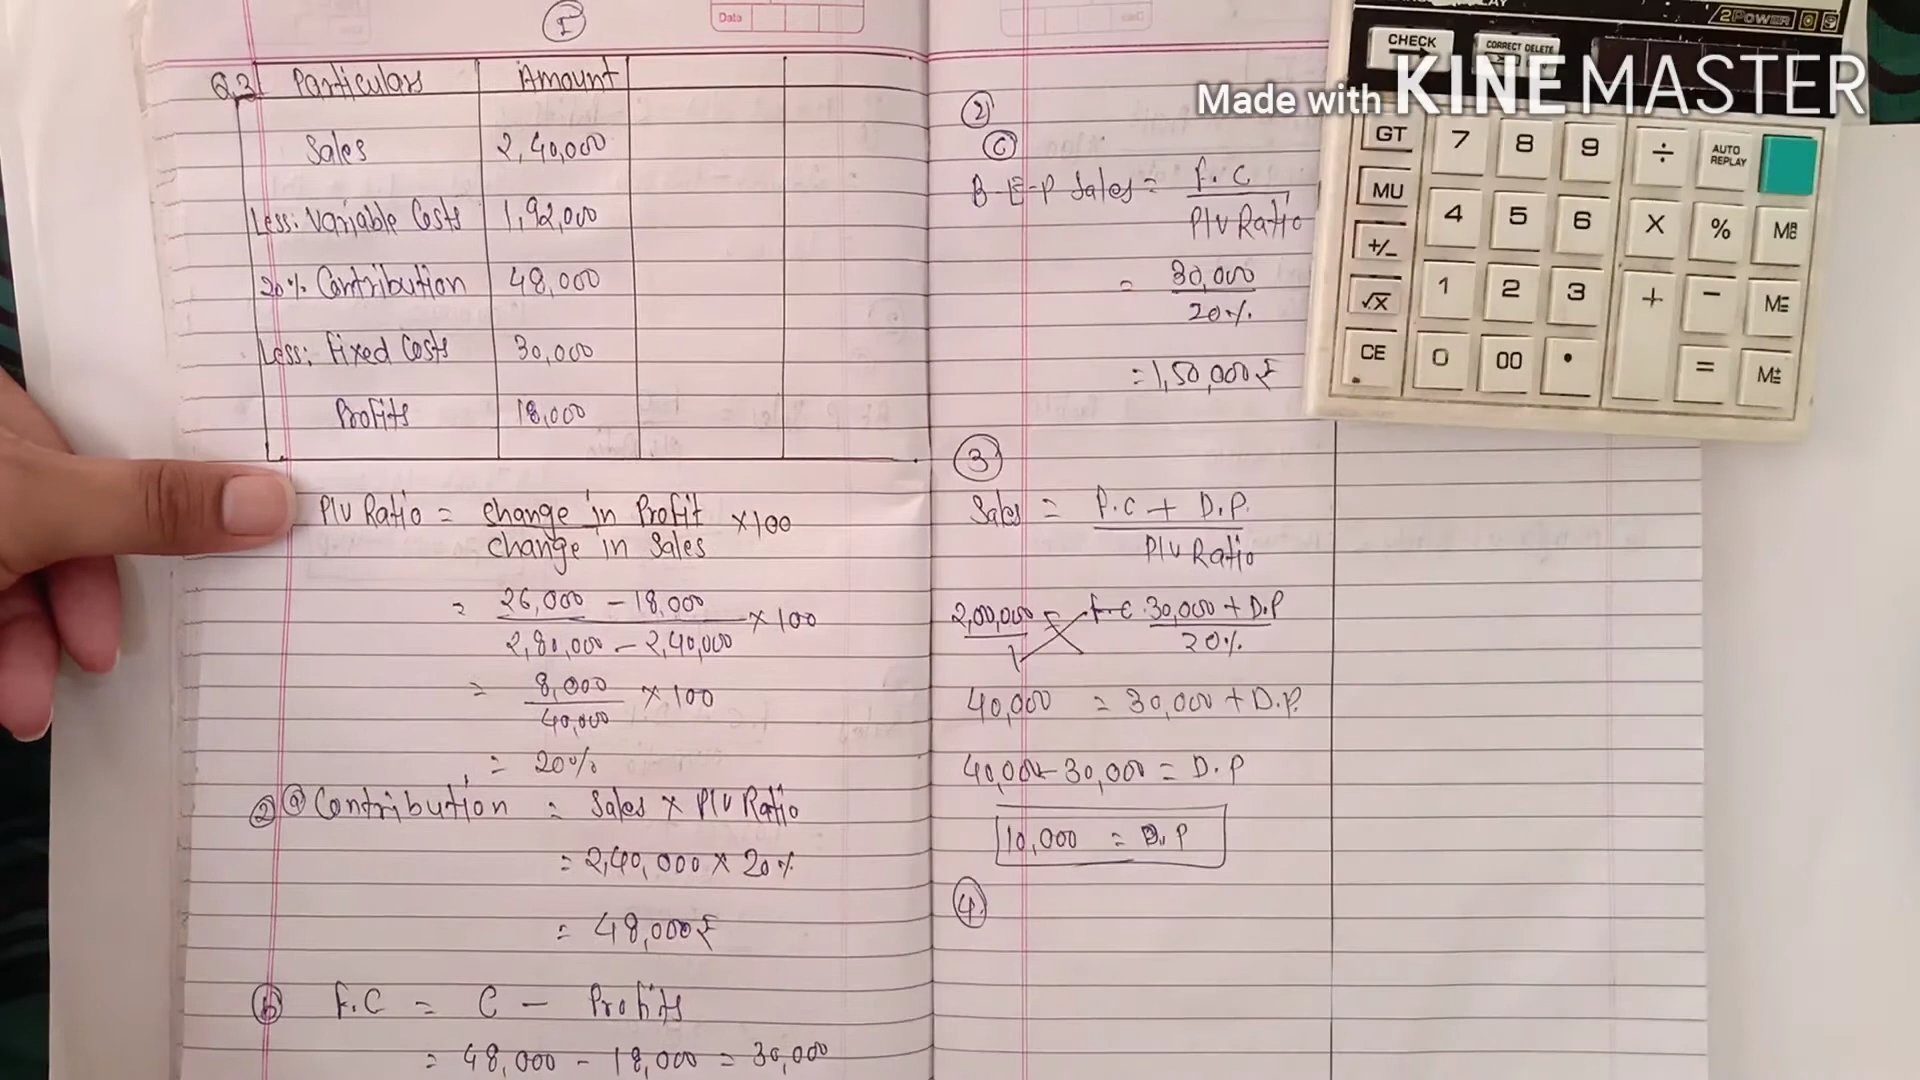 I
Data
Q.3 Particulars Amount
Sales 2,40,000
Less: Variable Costs 1,92,000
20% Contribution 48,000
Less: Fixed Costs 30,000
Profits 18,000
P/V Ratio = change in Profit / change in Sales × 100
= 26,000 - 18,000 / 2,80,000 - 2,40,000 × 100
= 8,000 / 40,000 × 100
= 20%
② ⓐ Contribution = Sales × P/V Ratio
= 2,40,000 × 20%
= 48,000₹
ⓑ F.C = C - Profits
= 48,000 - 18,000 = 30,000
②
ⓒ
B-E-P Sales = F.C / P/V Ratio
= 30,000 / 20%
= 1,50,000₹
③
Sales = F.C + D.P. / P/V Ratio
2,00,000 / 1 = F.C 30,000 + D.P / 20%
40,000 = 30,000 + D.P.
40,000 - 30,000 = D.P
10,000 = D.P
④
Made with KINEMASTER
2POWER
CHECK CORRECT DELETE
GT 7 8 9 ÷ AUTO REPLAY
MU 4 5 6 X %
+/- 1 2 3 + -
√x 0 00 • =
CE